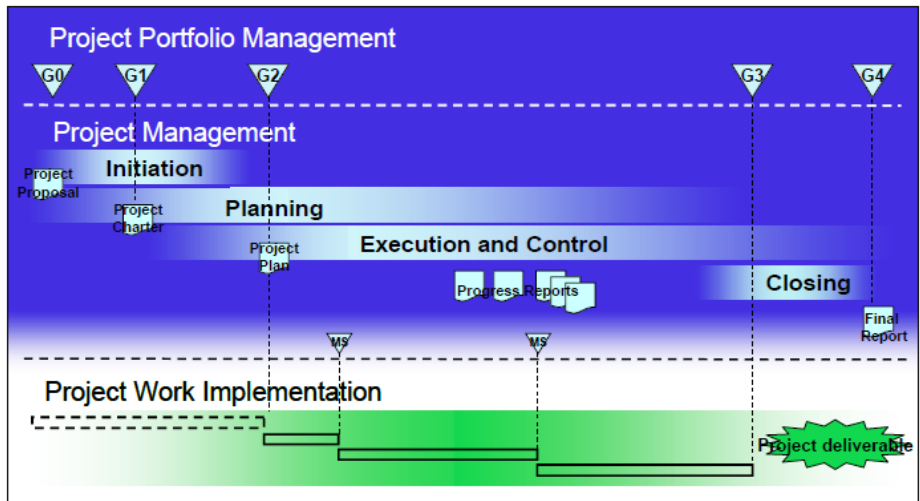 Project Portfolio Management
G0 G1 G2 G3 G4
Project Management
Initiation
Project
Proposal
Planning
Project
Charter
Execution and Control
Project
Plan
Closing
Progress Reports
Final
Report
MS MS
Project Work Implementation
Project deliverable